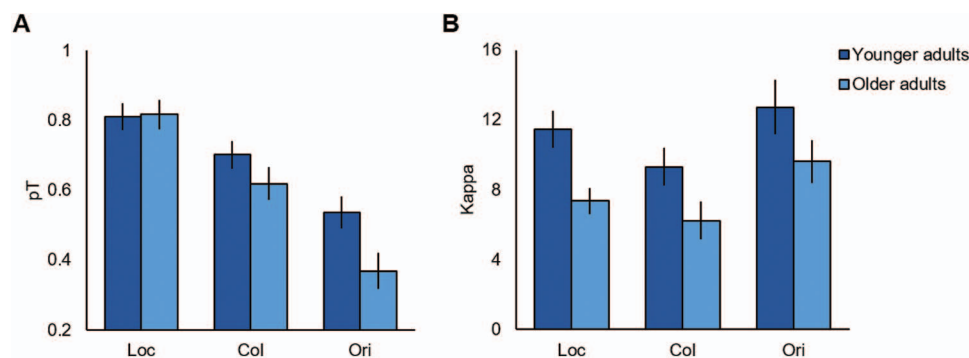 A
pT
1
0.8
0.6
0.4
0.2
Loc Col Ori
B
Kappa
16
12
8
4
0
Loc Col Ori
Younger adults
Older adults